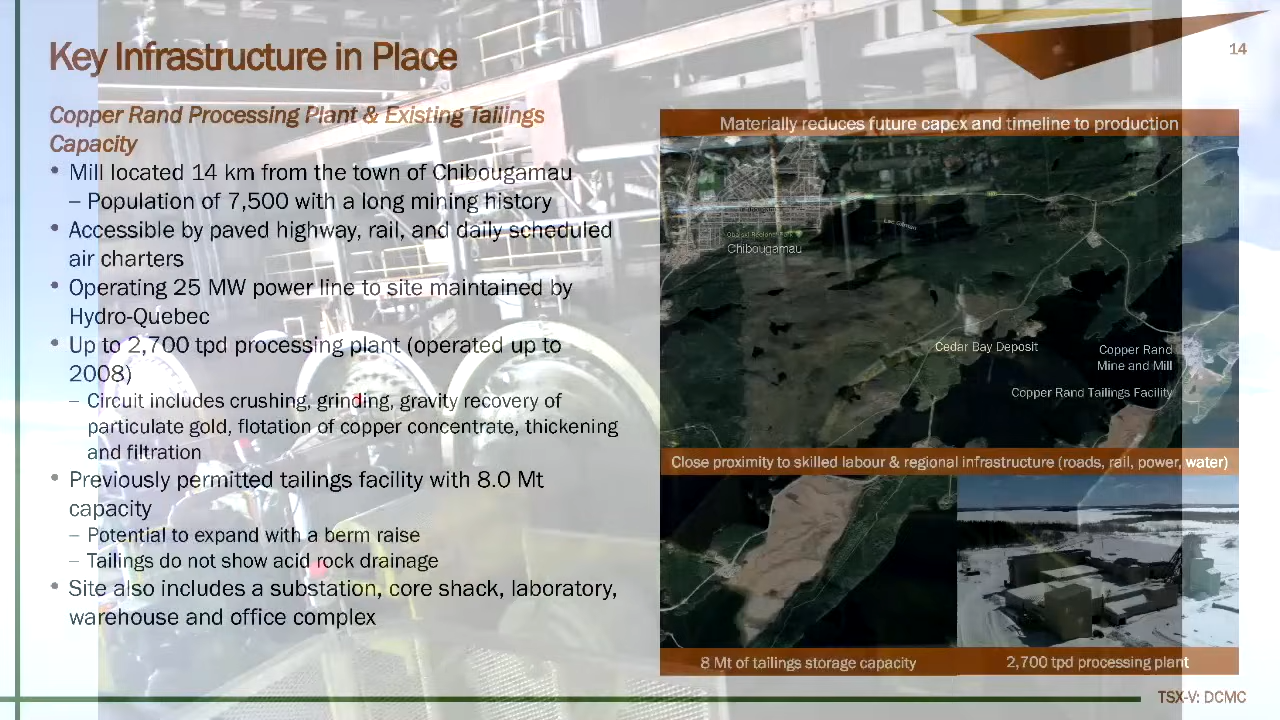 Key Infrastructure in Place
14
Copper Rand Processing Plant & Existing Tailings
Capacity
• Mill located 14 km from the town of Chibougamau
– Population of 7,500 with a long mining history
• Accessible by paved highway, rail, and daily scheduled
air charters
• Operating 25 MW power line to site maintained by
Hydro-Quebec
• Up to 2,700 tpd processing plant (operated up to
2008)
– Circuit includes crushing, grinding, gravity recovery of
particulate gold, flotation of copper concentrate, thickening
and filtration
• Previously permitted tailings facility with 8.0 Mt
capacity
– Potential to expand with a berm raise
– Tailings do not show acid rock drainage
• Site also includes a substation, core shack, laboratory,
warehouse and office complex
Materially reduces future capex and timeline to production
Chibougamau
Cedar Bay Deposit
Copper Rand
Mine and Mill
Copper Rand Tailings Facility
Close proximity to skilled labour & regional infrastructure (roads, rail, power, water)
8 Mt of tailings storage capacity
2,700 tpd processing plant
TSX-V: DCMC